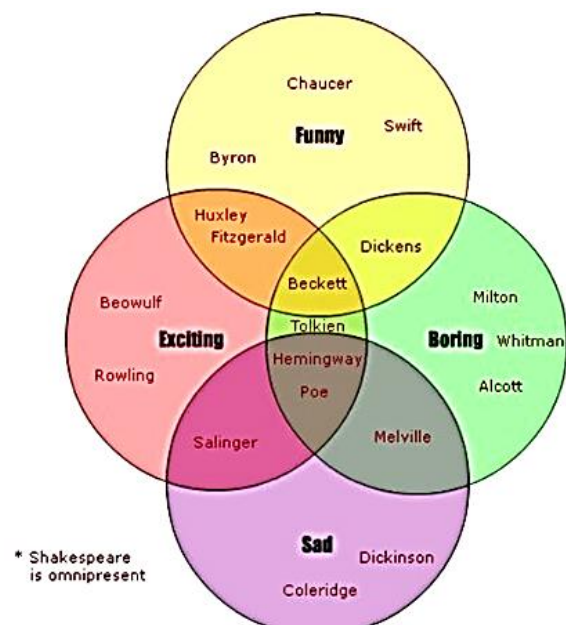 Chaucer
Funny
Swift
Byron
Huxley
Fitzgerald
Dickens
Beckett
Beowulf
Milton
Tolkien
Exciting
Boring
Whitman
Hemingway
Rowling
Alcott
Poe
Salinger
Melville
Sad
Dickinson
Coleridge
* Shakespeare
is omnipresent